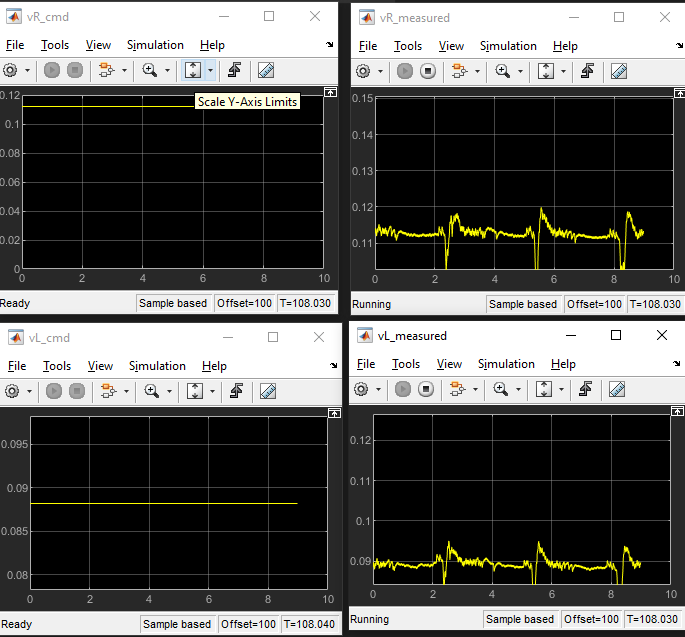 vR_cmd
File Tools View Simulation Help
Scale Y-Axis Limits
0.12
0.1
0.08
0.06
0.04
0.02
0
0 2 4 6 8 10
Ready Sample based Offset=100 T=108.030
vR_measured
File Tools View Simulation Help
0.15
0.14
0.13
0.12
0.11
0 2 4 6 8 10
Running Sample based Offset=100 T=108.030
vL_cmd
File Tools View Simulation Help
0.095
0.09
0.085
0.08
0 2 4 6 8 10
Ready Sample based Offset=100 T=108.040
vL_measured
File Tools View Simulation Help
0.12
0.11
0.1
0.09
0 2 4 6 8 10
Running Sample based Offset=100 T=108.030